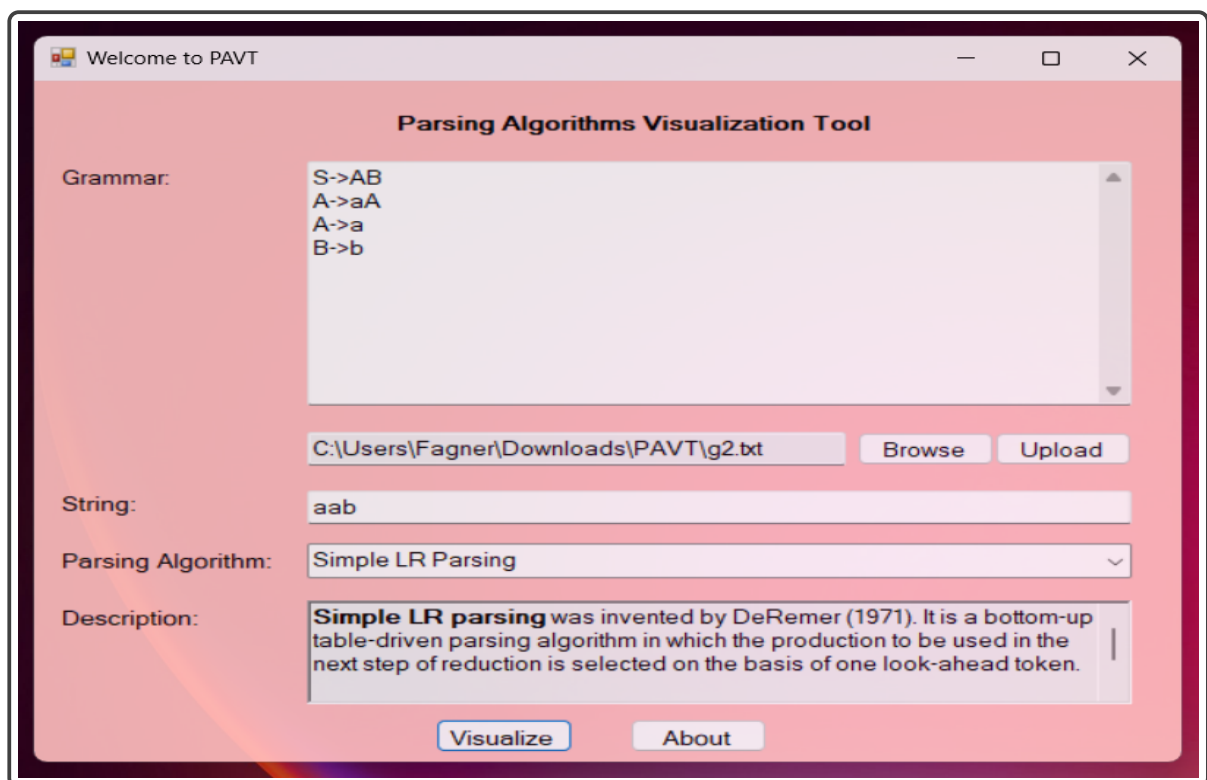 Welcome to PAVT
Parsing Algorithms Visualization Tool
Grammar:
S->AB
A->aA
A->a
B->b
C:\Users\Fagner\Downloads\PAVT\g2.txt
Browse
Upload
String:
aab
Parsing Algorithm:
Simple LR Parsing
Description:
Simple LR parsing was invented by DeRemer (1971). It is a bottom-up
table-driven parsing algorithm in which the production to be used in the
next step of reduction is selected on the basis of one look-ahead token.
Visualize
About